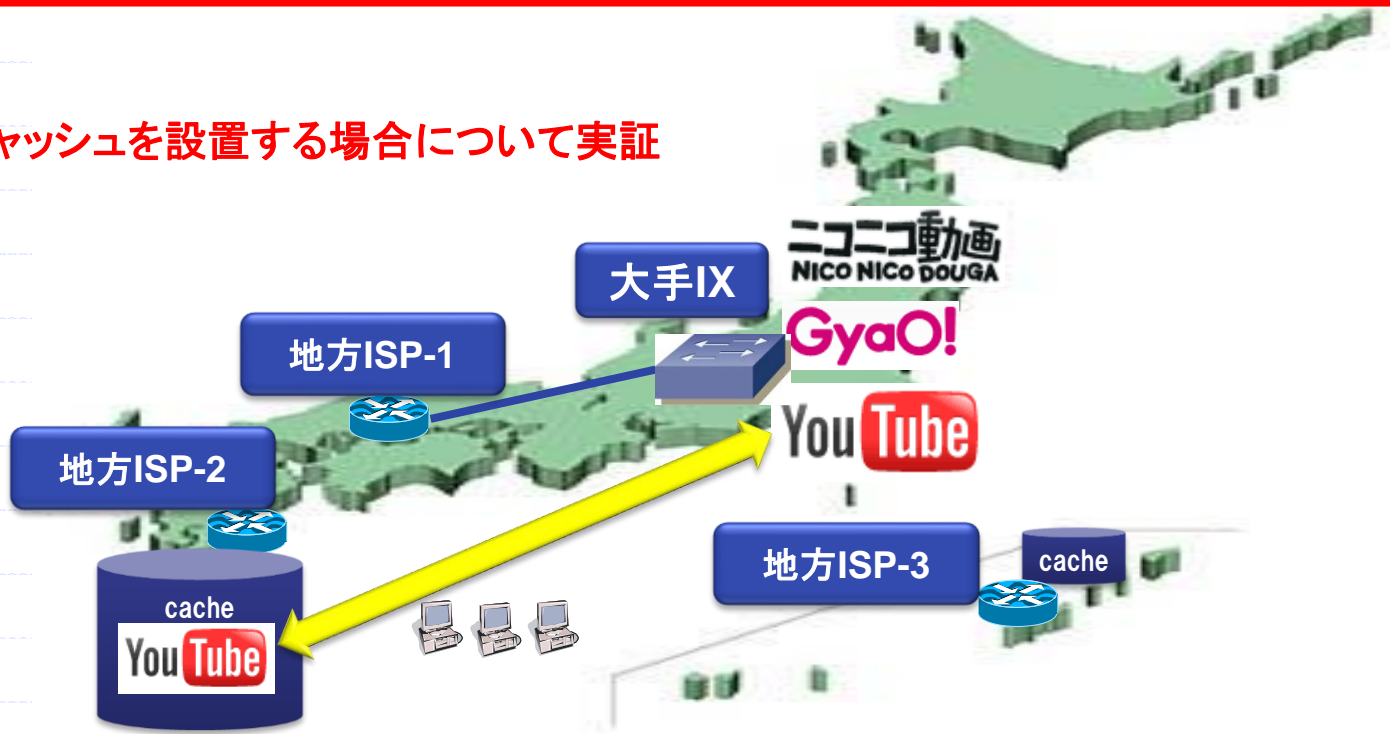 ャッシュを設置する場合について実証
ニコニコ動画
NICO NICO DOUGA
大手IX
GyaO!
地方ISP-1
YouTube
地方ISP-2
地方ISP-3
cache
cache
YouTube